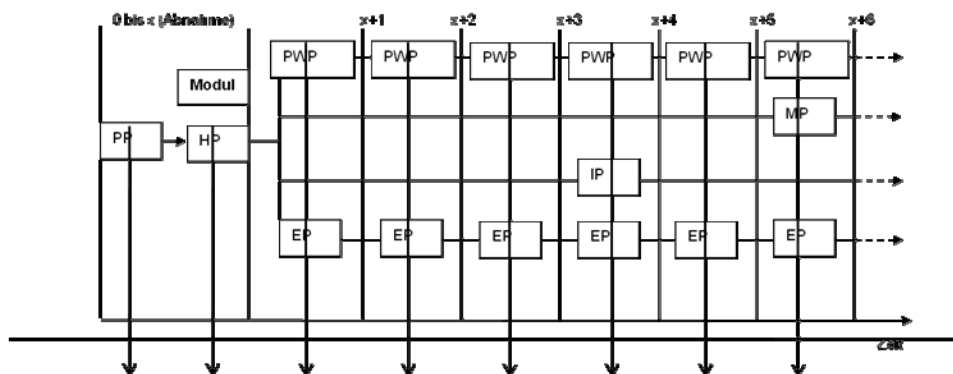 0 bis x (Abnahme) x+1 x+2 x+3 x+4 x+5 x+6
PWP PWP PWP PWP PWP PWP
Modul
MP
PP HP
IP
EP EP EP EP EP EP
Zeit